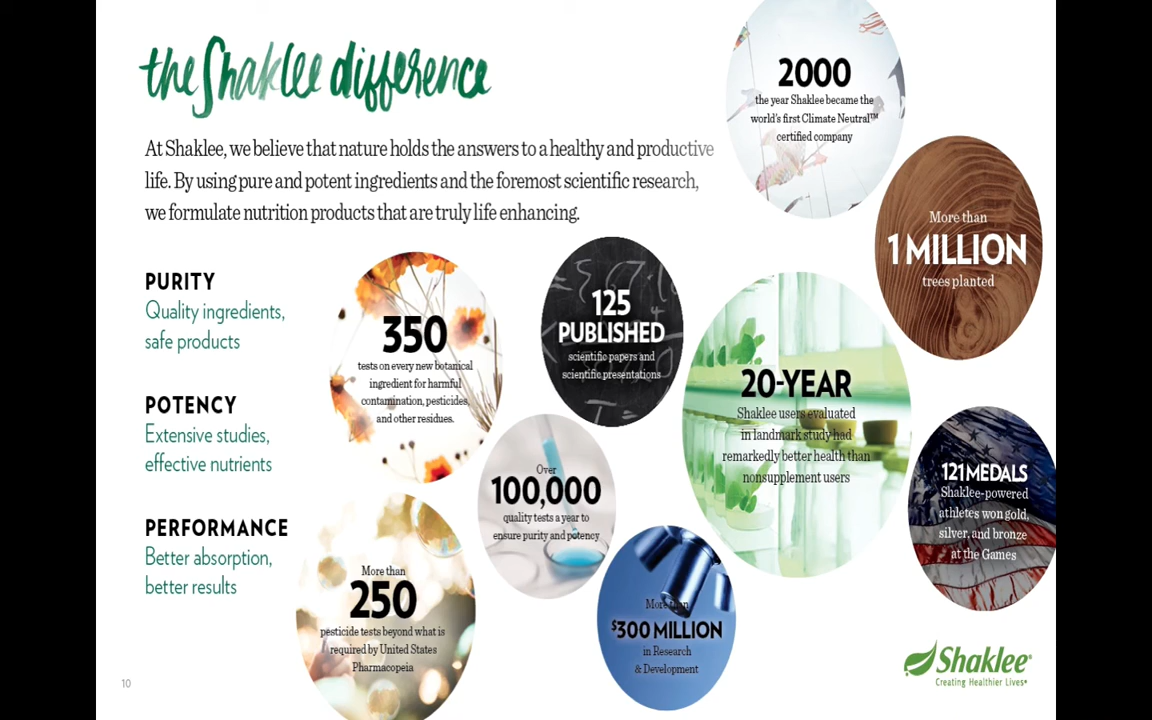 the Shaklee difference
At Shaklee, we believe that nature holds the answers to a healthy and productive
life. By using pure and potent ingredients and the foremost scientific research,
we formulate nutrition products that are truly life enhancing.
PURITY
Quality ingredients,
safe products
POTENCY
Extensive studies,
effective nutrients
PERFORMANCE
Better absorption,
better results
2000
the year Shaklee became the
world's first Climate Neutral™
certified company
More than
1 MILLION
trees planted
350
tests on every new botanical
ingredient for harmful
contamination, pesticides,
and other residues.
125
PUBLISHED
scientific papers and
scientific presentations
20-YEAR
Shaklee users evaluated
in landmark study had
remarkedly better health than
nonsupplement users
Over
100,000
quality tests a year to
ensure purity and potency
121 MEDALS
Shaklee-powered
athletes won gold,
silver, and bronze
at the Games
More than
250
pesticide tests beyond what is
required by United States
Pharmacopeia
More than
$300 MILLION
in Research
& Development
Shaklee®
Creating Healthier Lives®
10